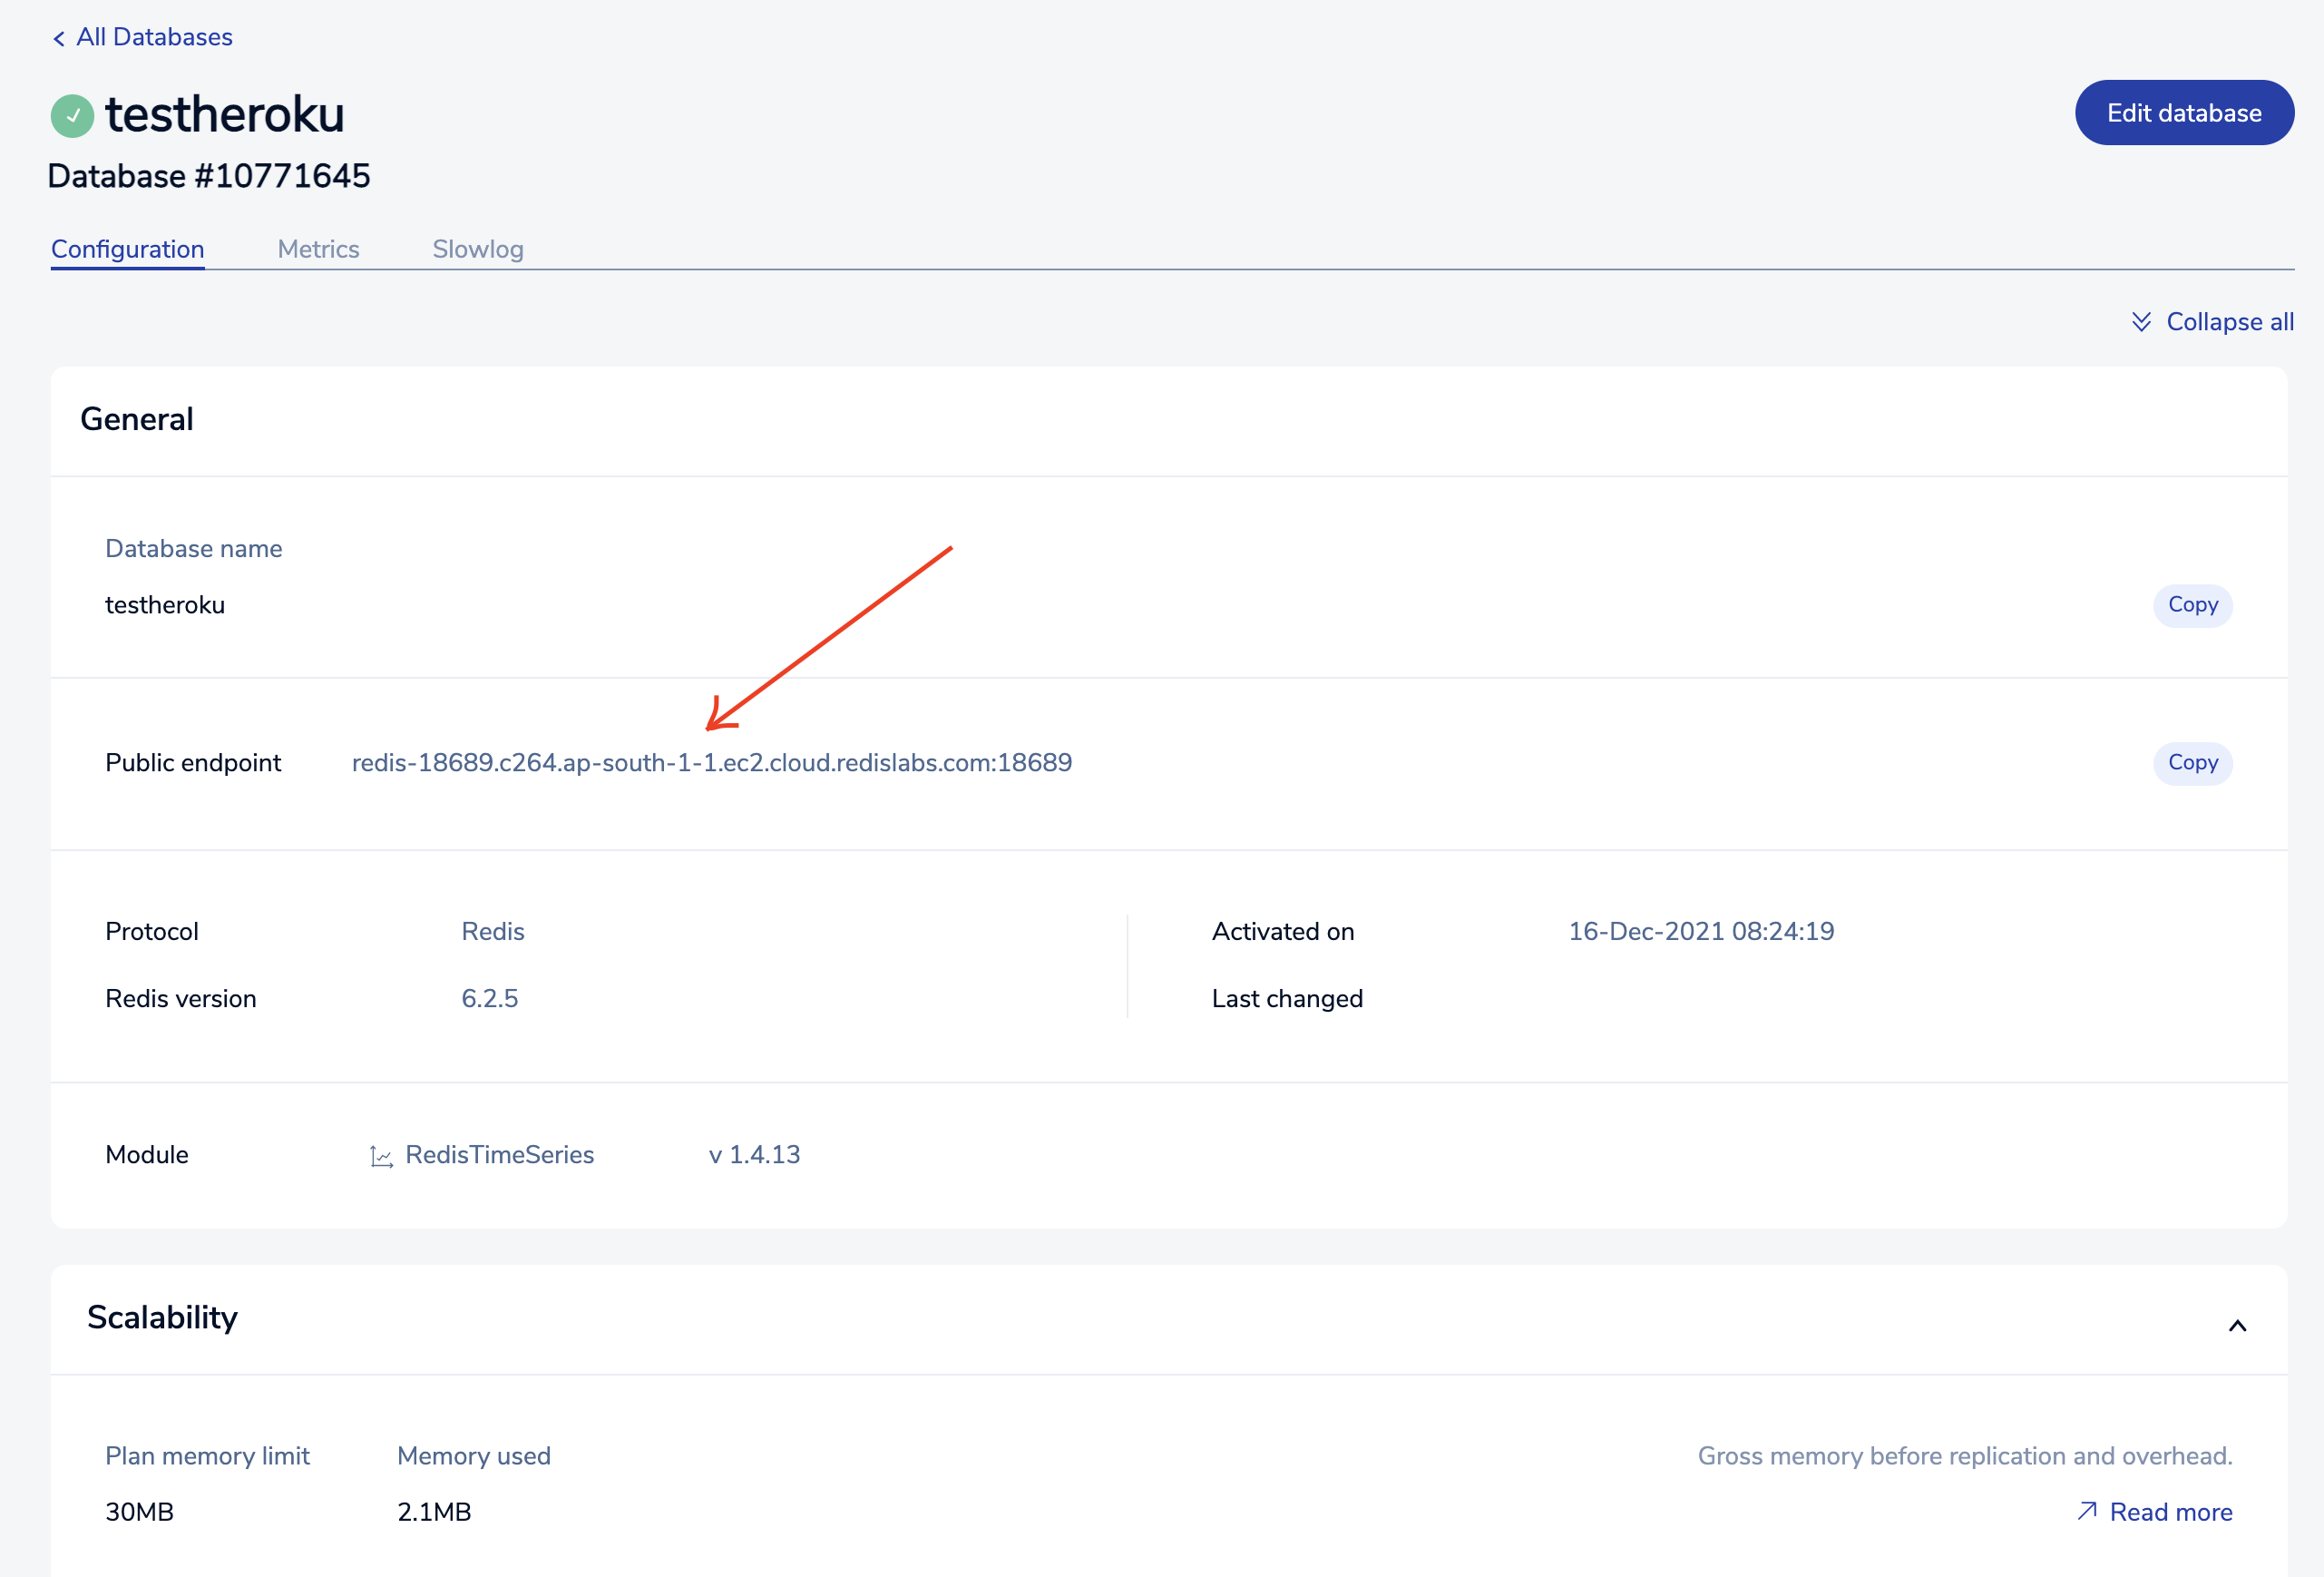 All Databases
testheroku
Edit database
Database #10771645
Configuration Metrics Slowlog
Collapse all
General
Database name
testheroku
Copy
Public endpoint redis-18689.c264.ap-south-1-1.ec2.cloud.redislabs.com:18689 Copy
Protocol Redis Activated on 16-Dec-2021 08:24:19
Redis version 6.2.5 Last changed
Module RedisTimeSeries v 1.4.13
Scalability
Plan memory limit Memory used Gross memory before replication and overhead.
30MB 2.1MB Read more